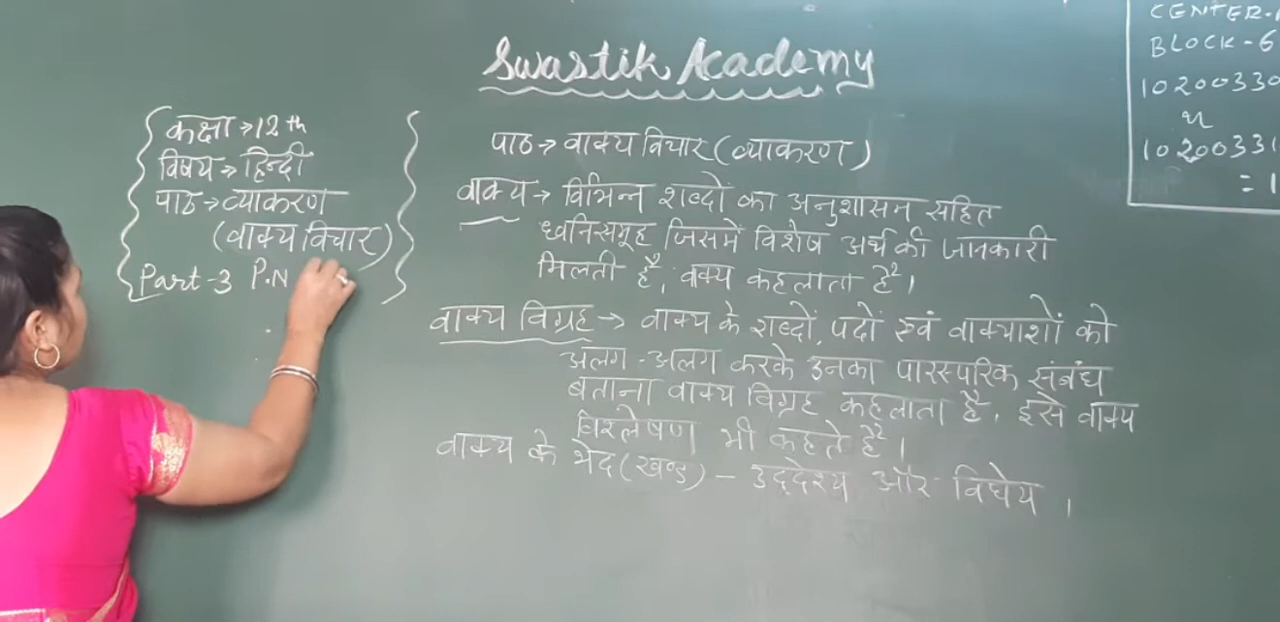 Swastik Academy
कक्षा → 12 th
विषय → हिन्दी
पाठ → व्याकरण
(वाक्य विचार)
Part-3 P.N
पाठ → वाक्य विचार (व्याकरण)
वाक्य → विभिन्न शब्दों का अनुशासन सहित
ध्वनिसमूह जिसमें विशेष अर्थ की जानकारी
मिलती है, वाक्य कहलाता है।
वाक्य विग्रह → वाक्य के शब्दों, पदों एवं वाक्याशों को
अलग-अलग करके इनका पारस्परिक संबंध
बताना वाक्य विग्रह कहलाता है, इसे वाक्य
विश्लेषण भी कहते हैं।
वाक्य के भेद (खण्ड) - उद्देश्य और विधेय ।
CENTER-
BLOCK-6
10200330
10200331
= 1